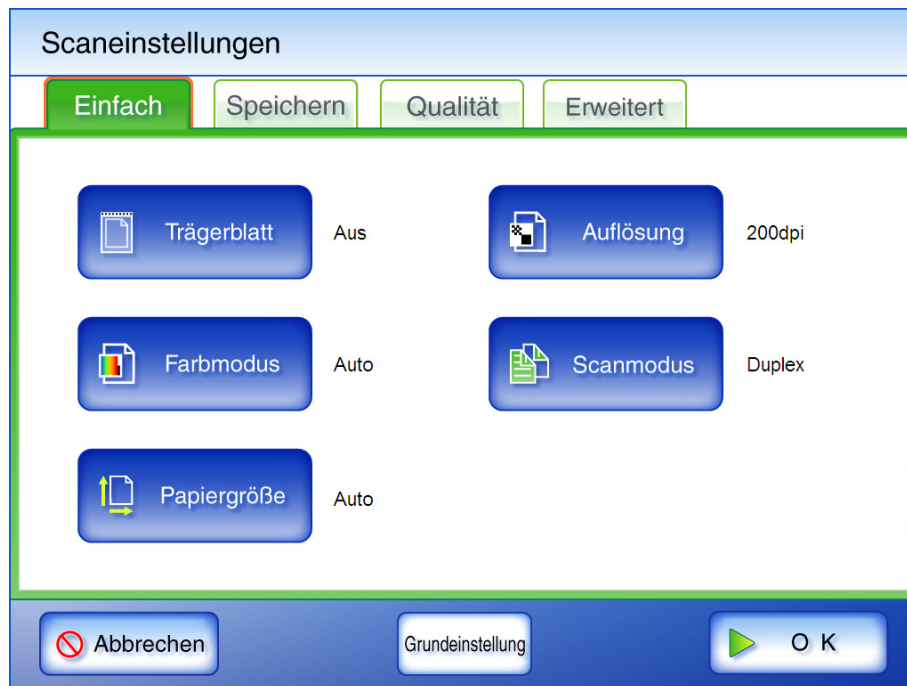 Scaneinstellungen
Einfach Speichern Qualität Erweitert
Trägerblatt Aus Auflösung 200dpi
Farbmodus Auto Scanmodus Duplex
Papiergröße Auto
Abbrechen Grundeinstellung O K